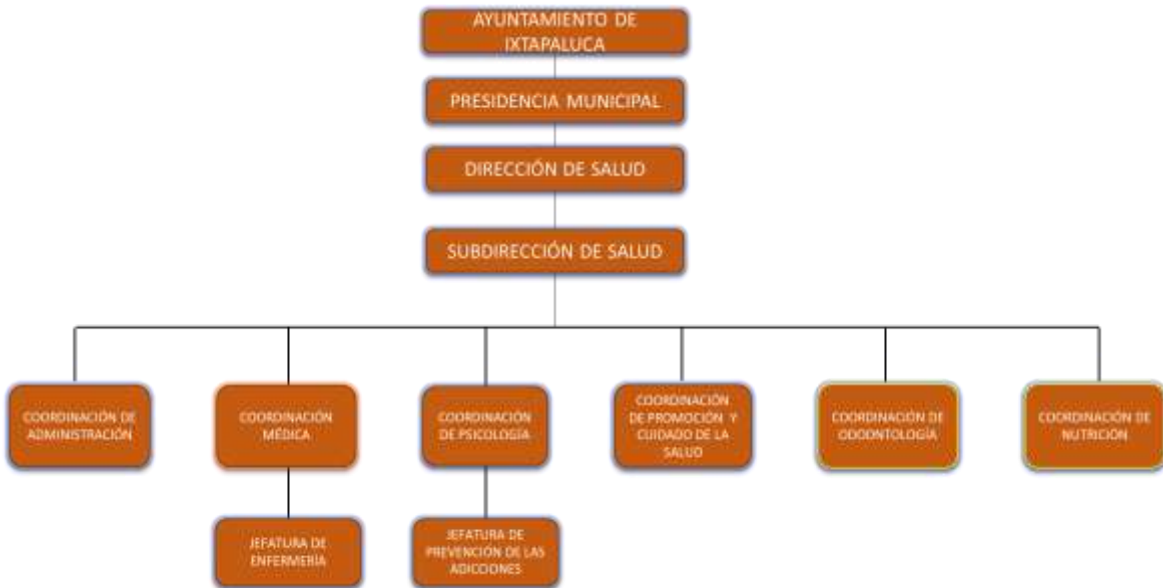 AYUNTAMIENTO DE
IXTAPALUCA
PRESIDENCIA MUNICIPAL
DIRECCIÓN DE SALUD
SUBDIRECCIÓN DE SALUD
COORDINACIÓN DE
ADMINISTRACIÓN
COORDINACIÓN
MÉDICA
COORDINACIÓN
DE PSICOLOGÍA
COORDINACIÓN
DE PROMOCIÓN Y
CUIDADO DE LA
SALUD
COORDINACIÓN DE
ODODONTOLOGÍA
COORDINACIÓN DE
NUTRICIÓN
JEFATURA DE
ENFERMERÍA
JEFATURA DE
PREVENCIÓN DE LAS
ADICCIONES